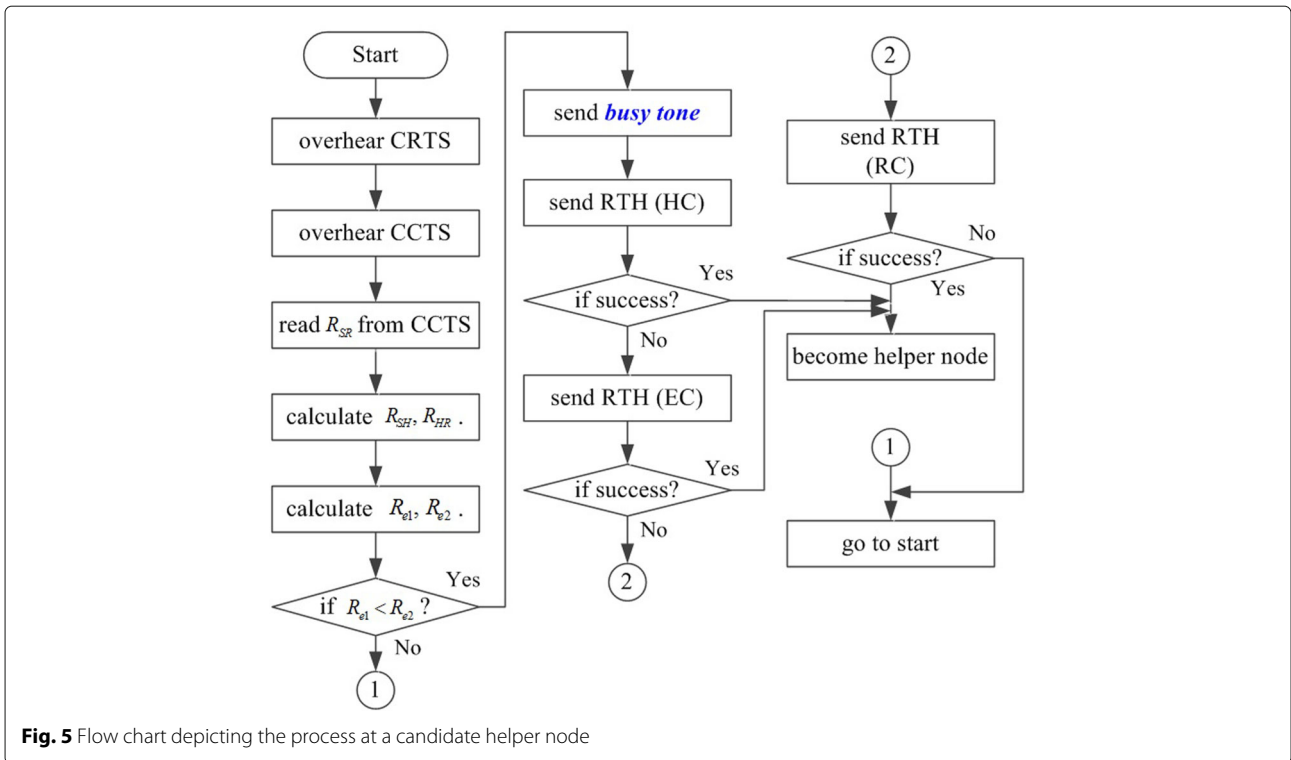 Start
overhear CRTS
overhear CCTS
read R_SR from CCTS
calculate R_SH, R_HR .
calculate R_e1, R_e2 .
if R_e1 < R_e2 ?
Yes
No
1
send busy tone
send RTH (HC)
if success?
Yes
No
send RTH (EC)
if success?
Yes
No
2
2
send RTH
(RC)
if success?
No
Yes
become helper node
1
go to start
Fig. 5 Flow chart depicting the process at a candidate helper node